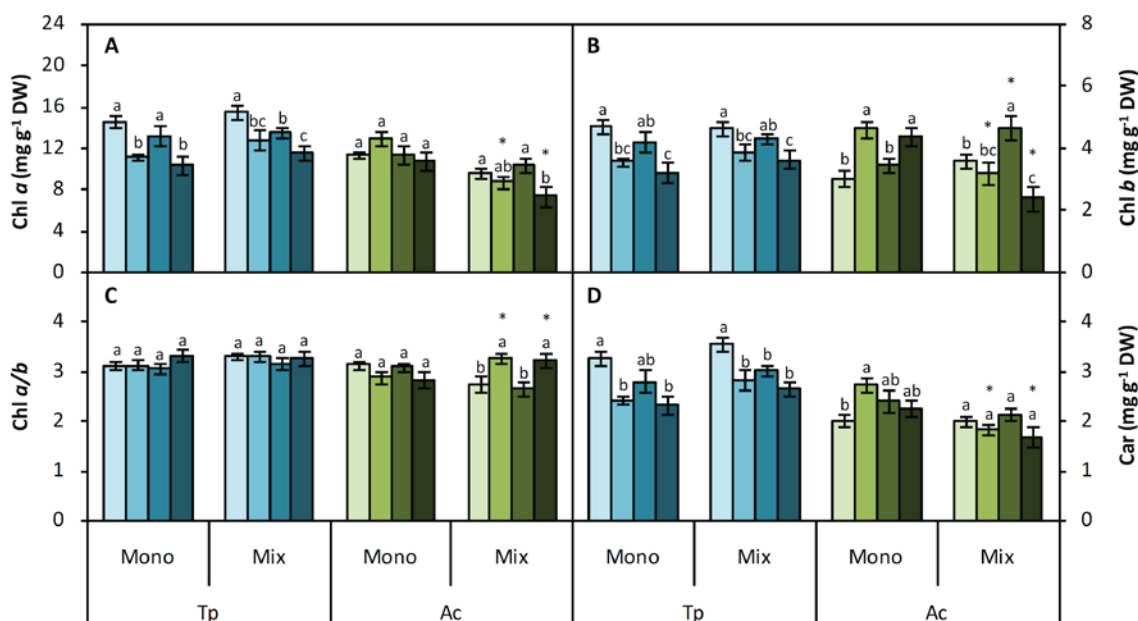 24 A B 8
20
16 a a a b a a a a a a ab a b
b a b c bc a ab c
12
8
4
0
Chl a (mg g⁻¹ DW)
a bc ab c a bc ab c b a b a b * bc * a * c
8
6
4
2
0
Chl b (mg g⁻¹ DW)
C
4
3
2
1
0
Chl a/b
a a a a a a a a a a a a b * a b * a
D
a b ab b a b b b b a ab ab a * a a * a
4
3
2
1
0
Car (mg g⁻¹ DW)
Mono Mix Mono Mix Mono Mix Mono Mix
Tp Ac Tp Ac